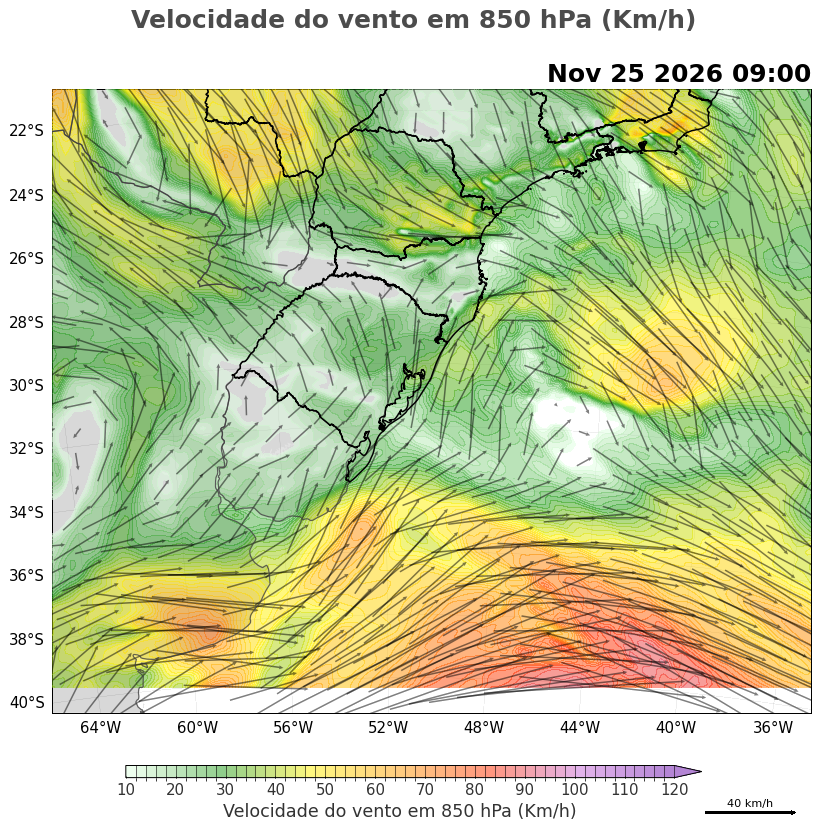 Velocidade do vento em 850 hPa (Km/h)
Nov 25 2026 09:00
22°S
24°S
26°S
28°S
30°S
32°S
34°S
36°S
38°S
40°S
64°W 60°W 56°W 52°W 48°W 44°W 40°W 36°W
10 20 30 40 50 60 70 80 90 100 110 120
Velocidade do vento em 850 hPa (Km/h)
40 km/h